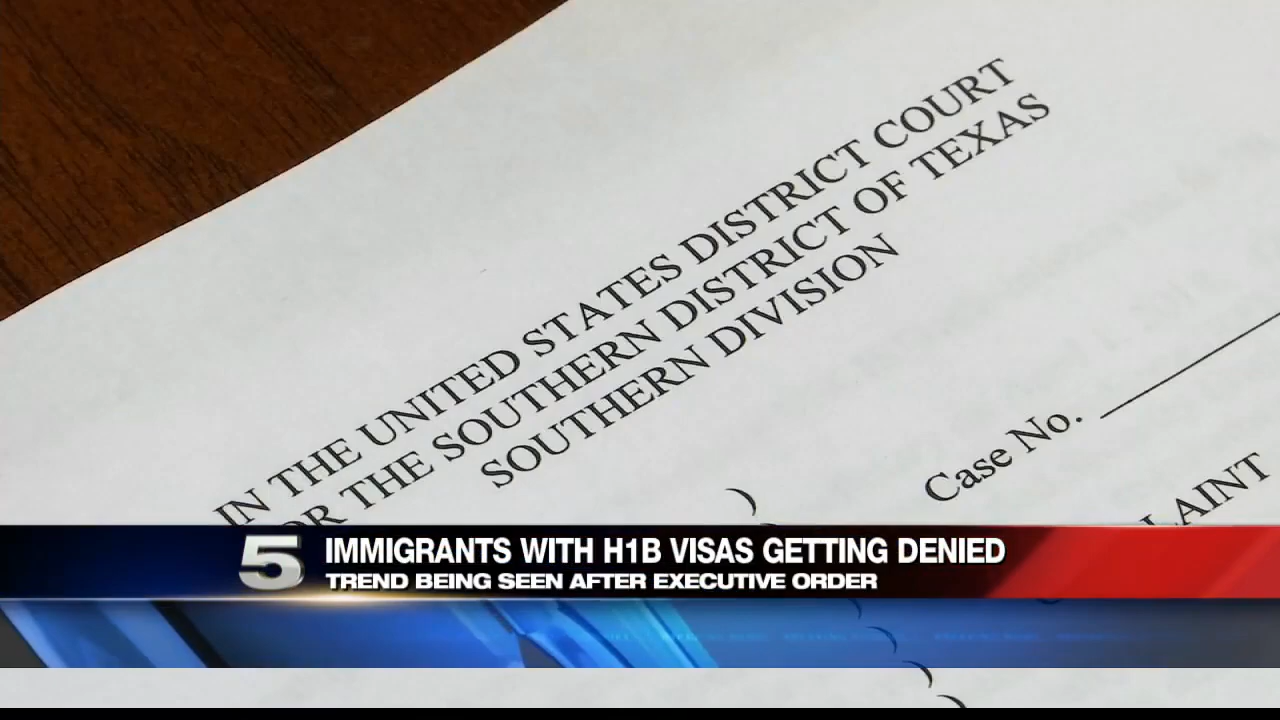 IN THE UNITED STATES DISTRICT COURT
THE SOUTHERN DISTRICT OF TEXAS
SOUTHERN DIVISION
)
Case No.
5
IMMIGRANTS WITH H1B VISAS GETTING DENIED
TREND BEING SEEN AFTER EXECUTIVE ORDER
)
)
)
)